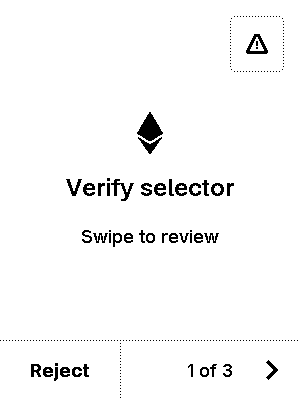 Verify selector
Swipe to review
Reject
1 of 3